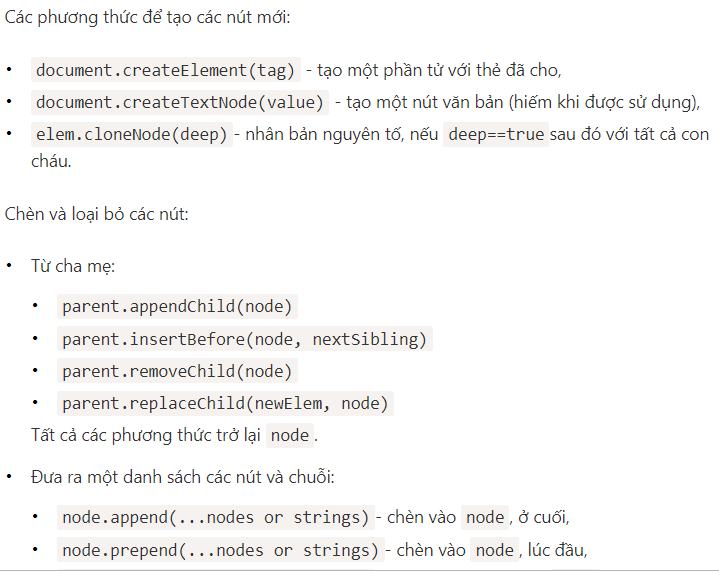 Các phương thức để tạo các nút mới:
• document.createElement(tag) - tạo một phần tử với thẻ đã cho,
• document.createTextNode(value) - tạo một nút văn bản (hiếm khi được sử dụng),
• elem.cloneNode(deep) - nhân bản nguyên tố, nếu deep==true sau đó với tất cả con
cháu.
Chèn và loại bỏ các nút:
• Từ cha mẹ:
• parent.appendChild(node)
• parent.insertBefore(node, nextSibling)
• parent.removeChild(node)
• parent.replaceChild(newElem, node)
Tất cả các phương thức trở lại node .
• Đưa ra một danh sách các nút và chuỗi:
• node.append(...nodes or strings) - chèn vào node , ở cuối,
• node.prepend(...nodes or strings) - chèn vào node , lúc đầu,